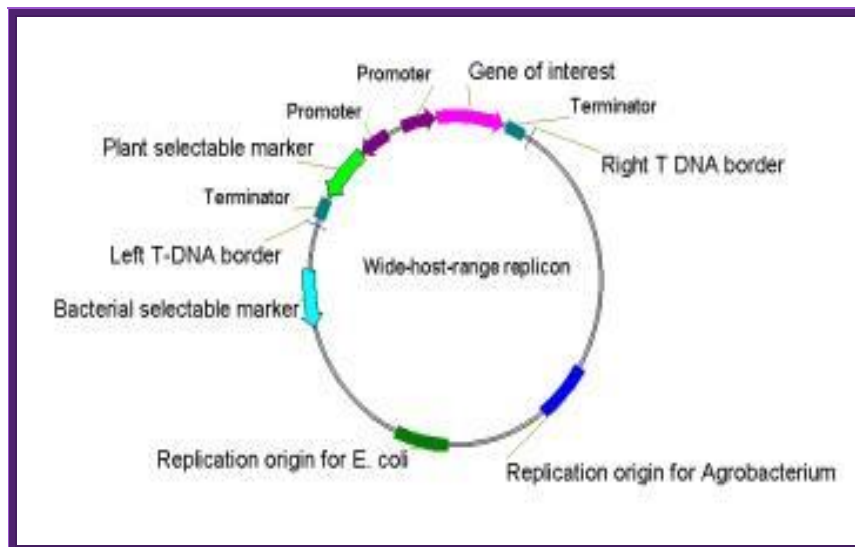 Promoter
Gene of interest
Promoter
Terminator
Plant selectable marker
Right T DNA border
Terminator
Left T-DNA border
Wide-host-range replicon
Bacterial selectable marker
Replication origin for E. coli
Replication origin for Agrobacterium